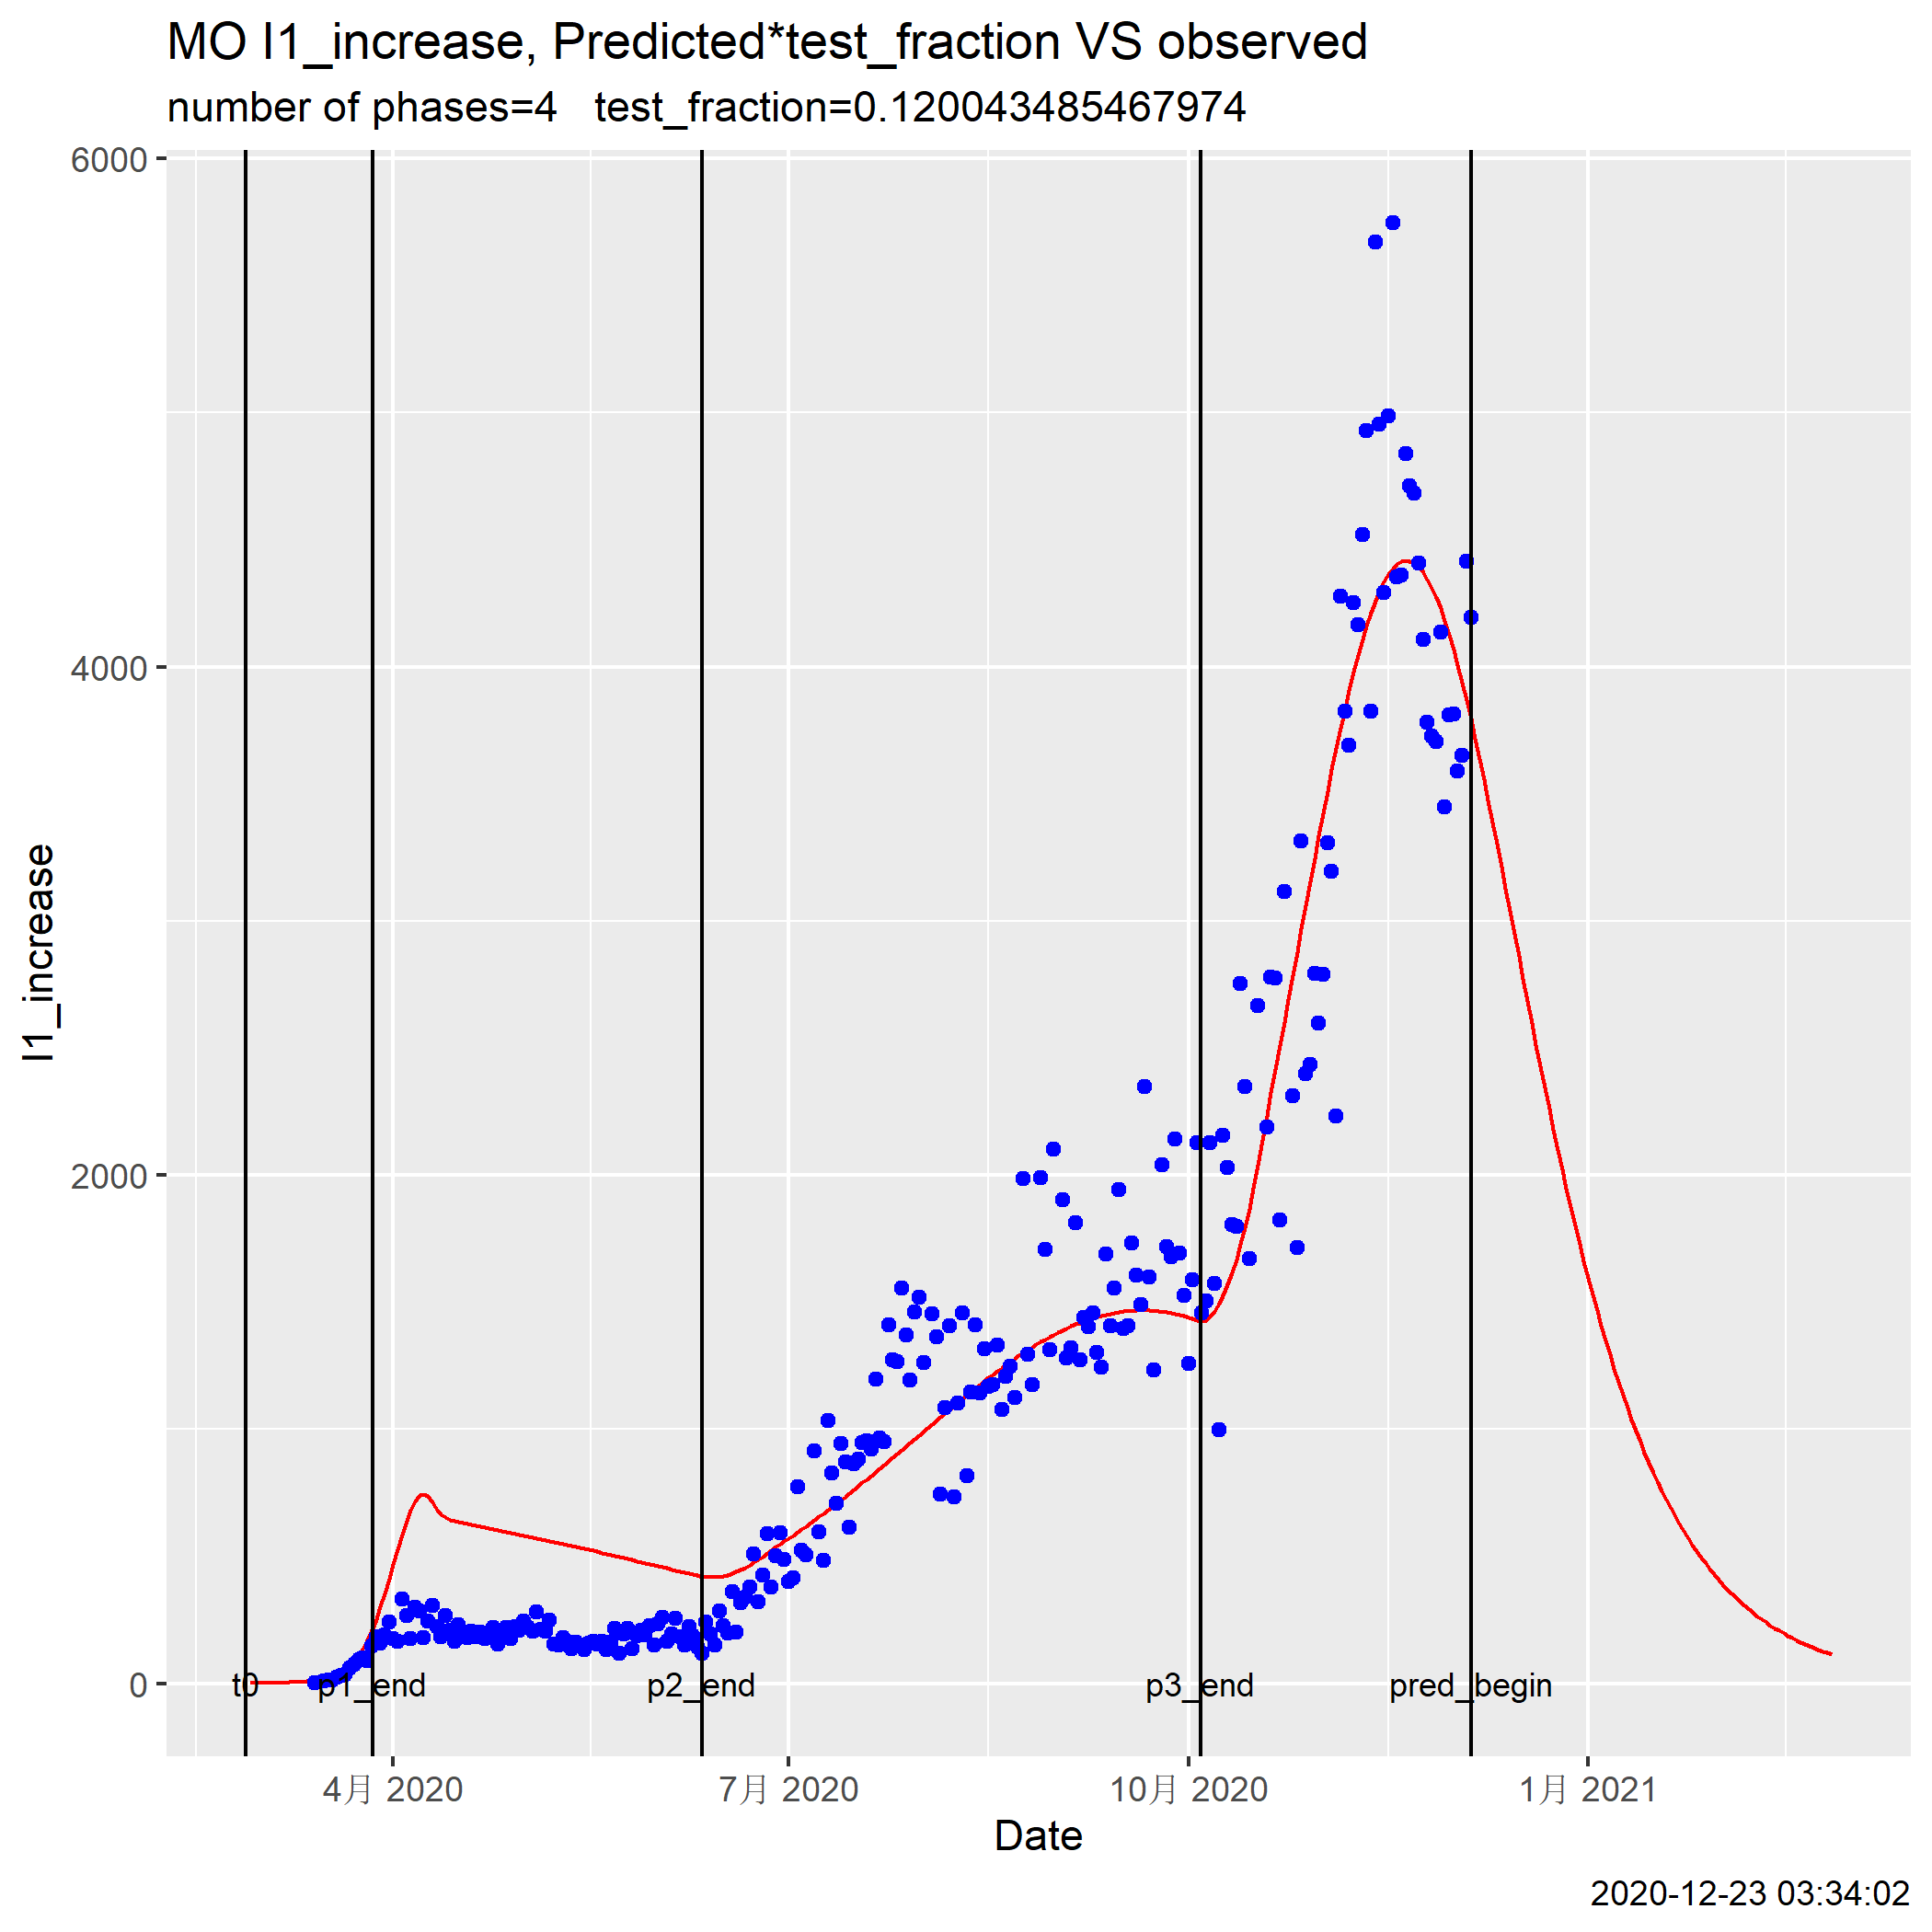 MO I1_increase, Predicted*test_fraction VS observed
number of phases=4   test_fraction=0.120043485467974
6000
4000
2000
0
I1_increase
t0
p1_end
p2_end
p3_end
pred_begin
4月 2020
7月 2020
10月 2020
1月 2021
Date
2020-12-23 03:34:02